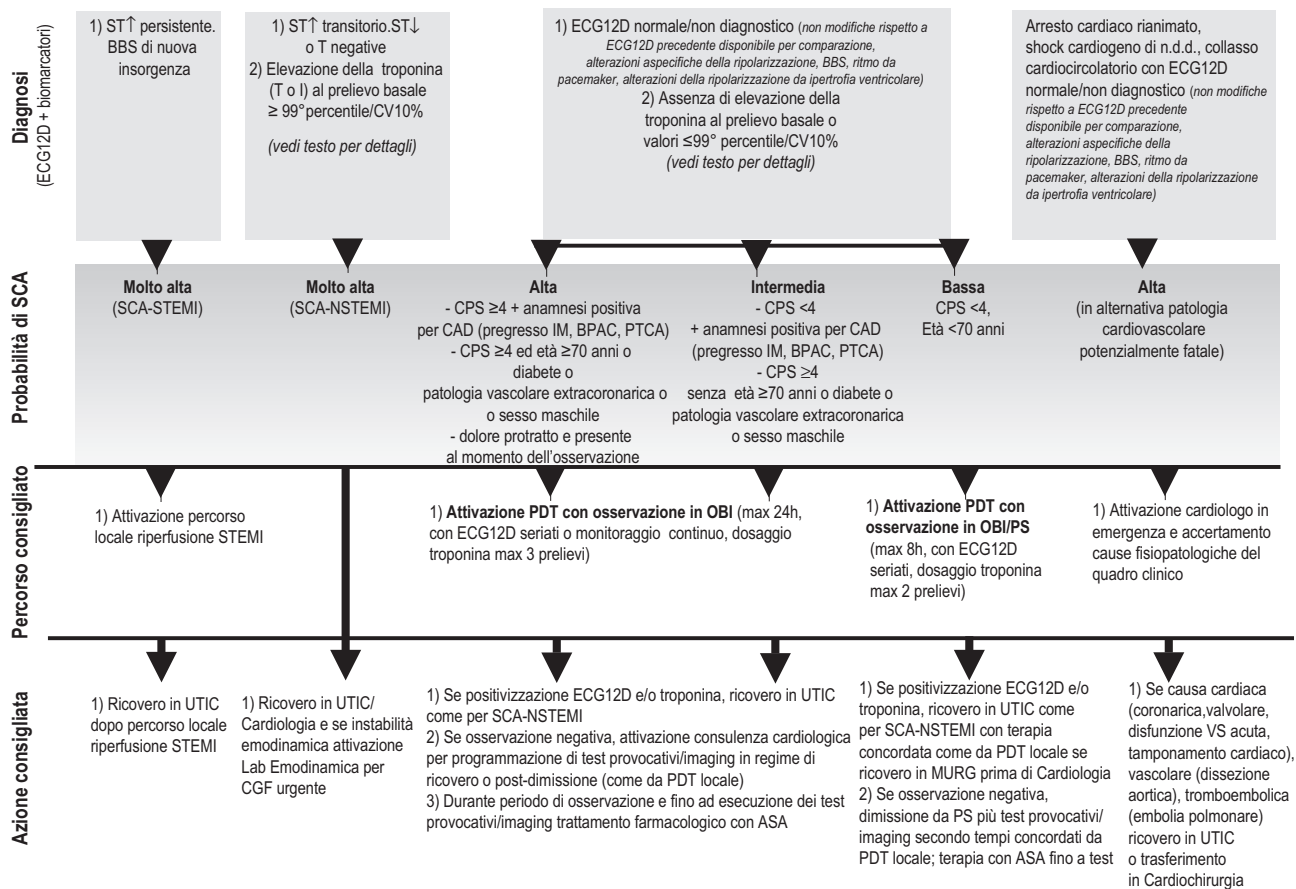 Diagnosi
(ECG12D + biomarcatori)
1) ST↑ persistente.
BBS di nuova
insorgenza
1) ST↑ transitorio.ST↓
o T negative
2) Elevazione della troponina
(T o I) al prelievo basale
≥ 99°percentile/CV10%
(vedi testo per dettagli)
1) ECG12D normale/non diagnostico (non modifiche rispetto a
ECG12D precedente disponibile per comparazione,
alterazioni aspecifiche della ripolarizzazione, BBS, ritmo da
pacemaker, alterazioni della ripolarizzazione da ipertrofia ventricolare)
2) Assenza di elevazione della
troponina al prelievo basale o
valori ≤99° percentile/CV10%
(vedi testo per dettagli)
Arresto cardiaco rianimato,
shock cardiogeno di n.d.d., collasso
cardiocircolatorio con ECG12D
normale/non diagnostico (non modifiche
rispetto a ECG12D precedente
disponibile per comparazione,
alterazioni aspecifiche della
ripolarizzazione, BBS, ritmo da
pacemaker, alterazioni della ripolarizzazione
da ipertrofia ventricolare)
Probabilità di SCA
Molto alta
(SCA-STEMI)
Molto alta
(SCA-NSTEMI)
Alta
- CPS ≥4 + anamnesi positiva
per CAD (pregresso IM, BPAC, PTCA)
- CPS ≥4 ed età ≥70 anni o
diabete o
patologia vascolare extracoronarica o
o sesso maschile
- dolore protratto e presente
al momento dell'osservazione
Intermedia
- CPS <4
+ anamnesi positiva per CAD
(pregresso IM, BPAC, PTCA)
- CPS ≥4
senza età ≥70 anni o diabete o
patologia vascolare extracoronarica
o sesso maschile
Bassa
CPS <4,
Età <70 anni
Alta
(in alternativa patologia
cardiovascolare
potenzialmente fatale)
Percorso consigliato
1) Attivazione percorso
locale riperfusione STEMI
1) Attivazione PDT con osservazione in OBI (max 24h,
con ECG12D seriati o monitoraggio continuo, dosaggio
troponina max 3 prelievi)
1) Attivazione PDT con
osservazione in OBI/PS
(max 8h, con ECG12D
seriati, dosaggio troponina
max 2 prelievi)
1) Attivazione cardiologo in
emergenza e accertamento
cause fisiopatologiche del
quadro clinico
Azione consigliata
1) Ricovero in UTIC
dopo percorso locale
riperfusione STEMI
1) Ricovero in UTIC/
Cardiologia e se instabilità
emodinamica attivazione
Lab Emodinamica per
CGF urgente
1) Se positivizzazione ECG12D e/o troponina, ricovero in UTIC
come per SCA-NSTEMI
2) Se osservazione negativa, attivazione consulenza cardiologica
per programmazione di test provocativi/imaging in regime di
ricovero o post-dimissione (come da PDT locale)
3) Durante periodo di osservazione e fino ad esecuzione dei test
provocativi/imaging trattamento farmacologico con ASA
1) Se positivizzazione ECG12D e/o
troponina, ricovero in UTIC come
per SCA-NSTEMI con terapia
concordata come da PDT locale se
ricovero in MURG prima di Cardiologia
2) Se osservazione negativa,
dimissione da PS più test provocativi/
imaging secondo tempi concordati da
PDT locale; terapia con ASA fino a test
1) Se causa cardiaca
(coronarica,valvolare,
disfunzione VS acuta,
tamponamento cardiaco),
vascolare (dissezione
aortica), tromboembolica
(embolia polmonare)
ricovero in UTIC
o trasferimento
in Cardiochirurgia